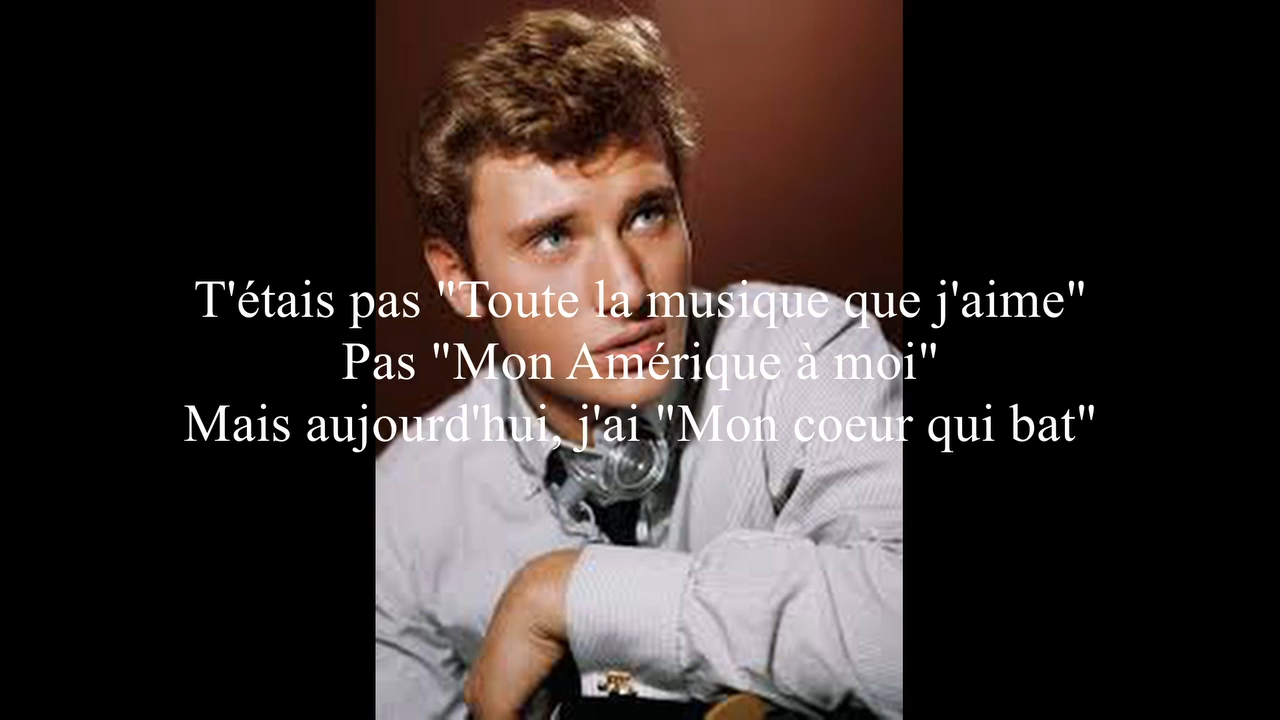 T'étais pas "Toute la musique que j'aime"
Pas "Mon Amérique à moi"
Mais aujourd'hui, j'ai "Mon coeur qui bat"